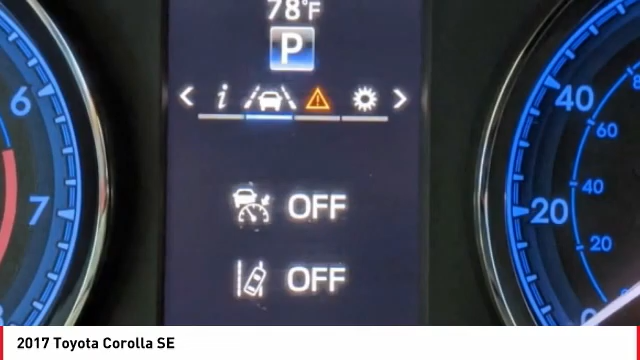 78°F
P
< i >
6
7
40
60
20
40
20
OFF
OFF
2017 Toyota Corolla SE